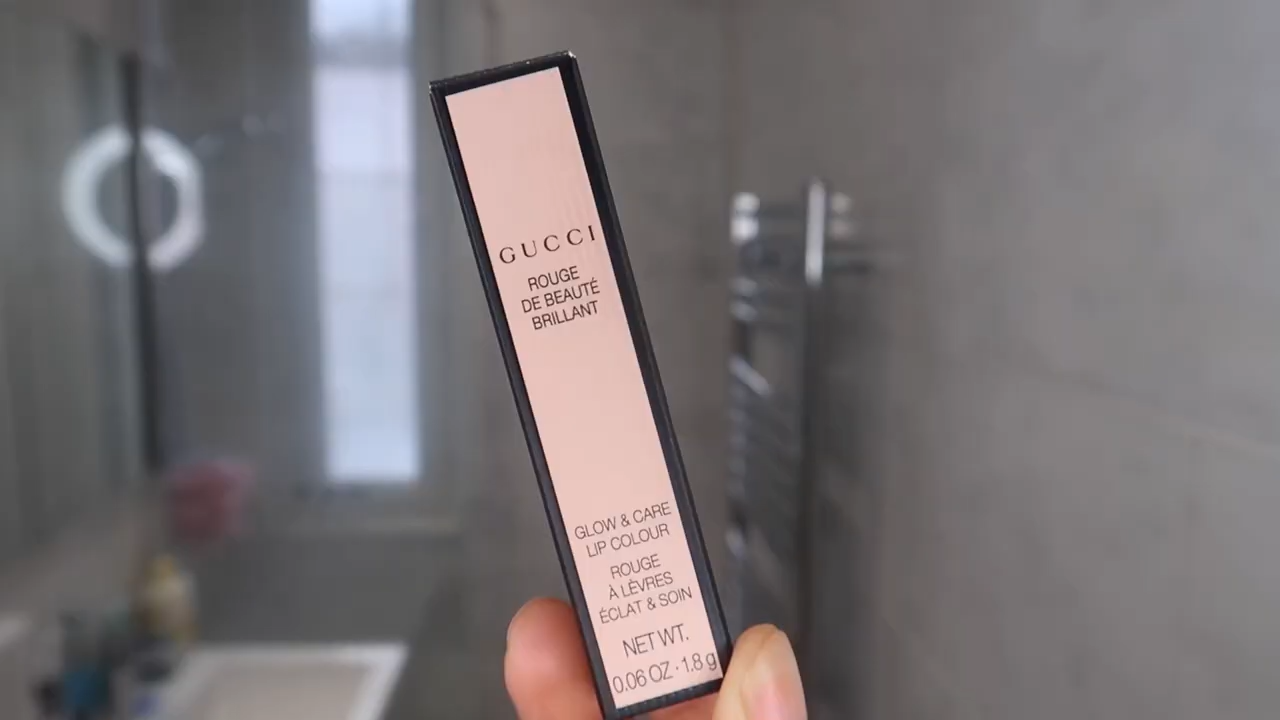 GUCCI
ROUGE
DE BEAUTÉ
BRILLANT
GLOW & CARE
LIP COLOUR
ROUGE
À LÈVRES
ÉCLAT & SOIN
NET WT.
0.06 OZ · 1.8 g